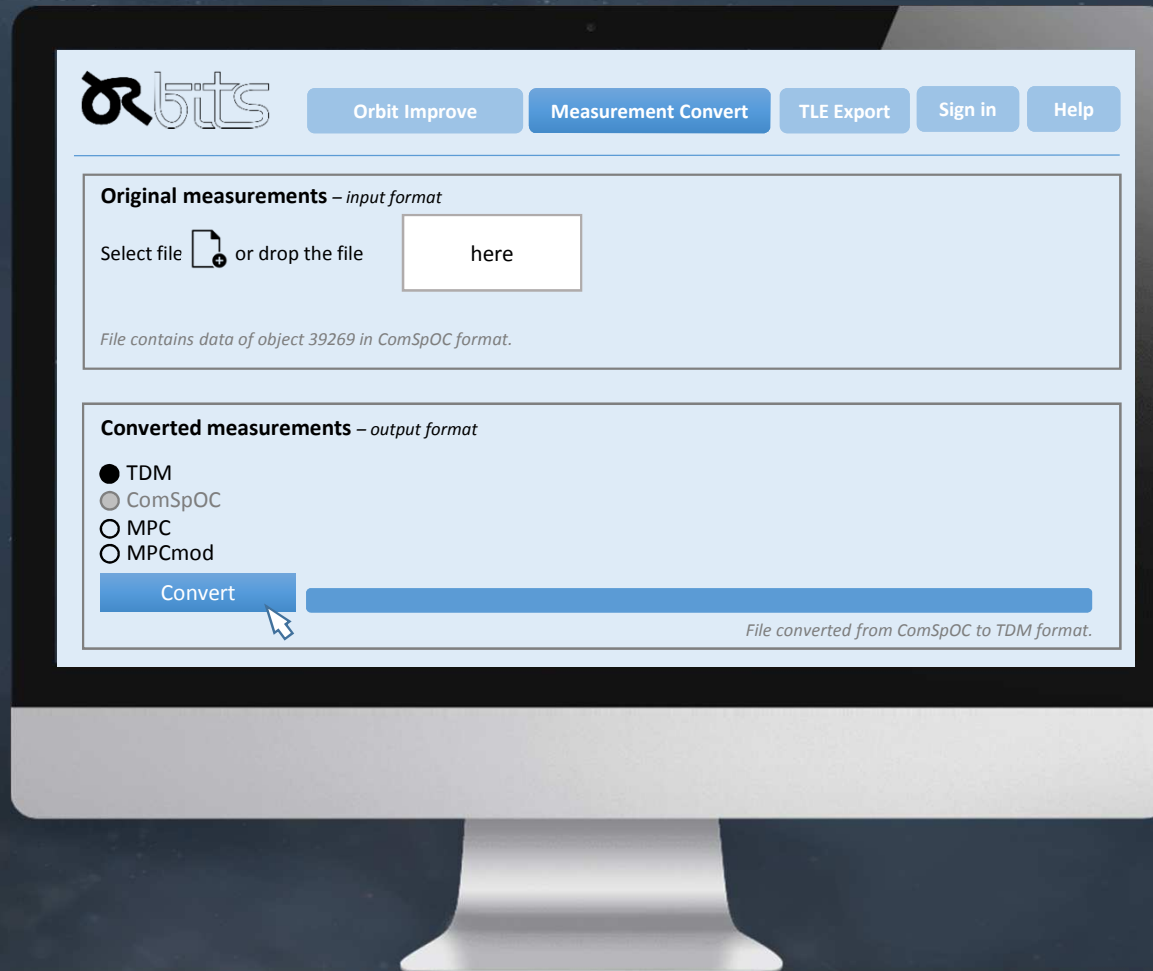 ORbits
Orbit Improve Measurement Convert TLE Export Sign in Help
Original measurements – input format
Select file or drop the file here
File contains data of object 39269 in ComSpOC format.
Converted measurements – output format
TDM
ComSpOC
MPC
MPCmod
Convert
File converted from ComSpOC to TDM format.